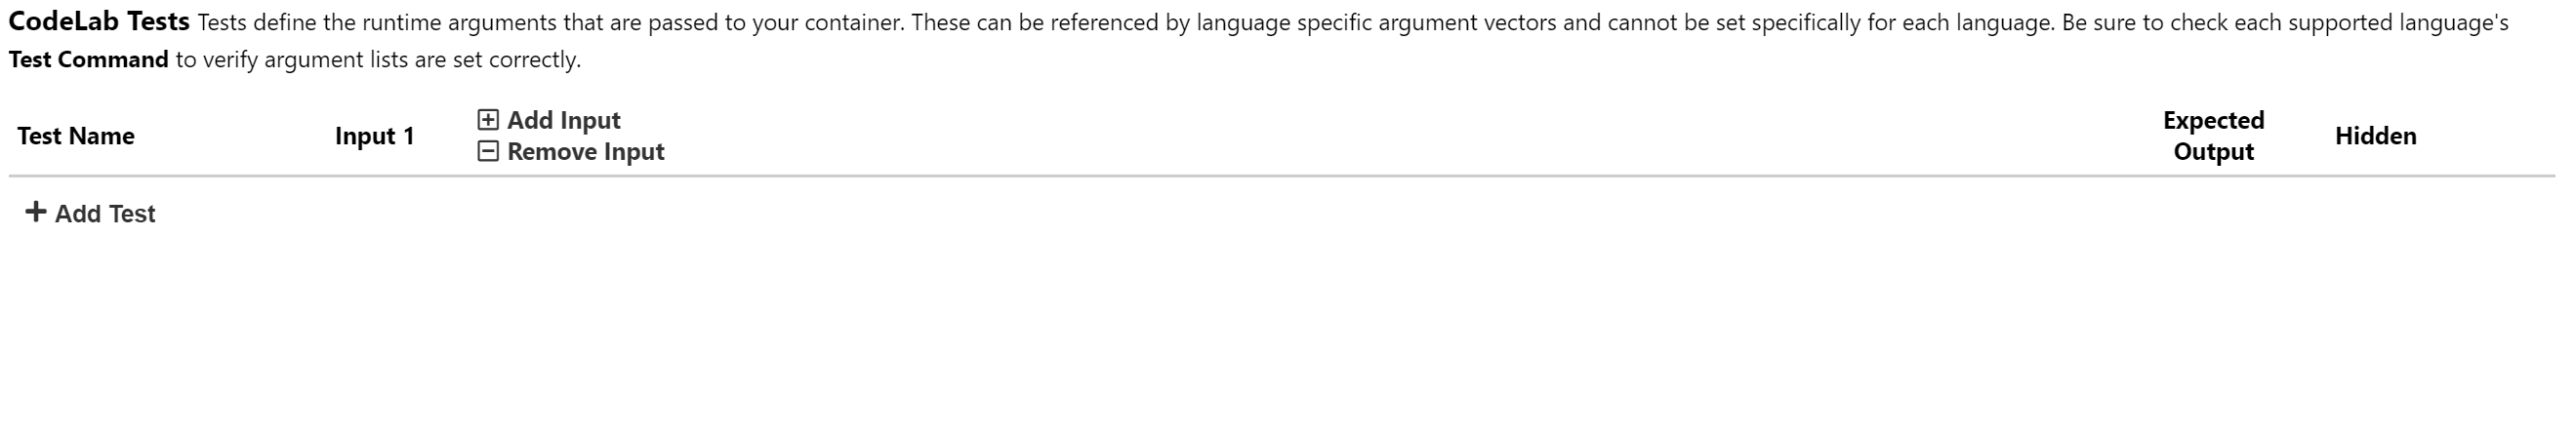 CodeLab Tests Tests define the runtime arguments that are passed to your container. These can be referenced by language specific argument vectors and cannot be set specifically for each language. Be sure to check each supported language's
Test Command to verify argument lists are set correctly.
Test Name
Input 1
Add Input
Remove Input
Expected
Output
Hidden
Add Test